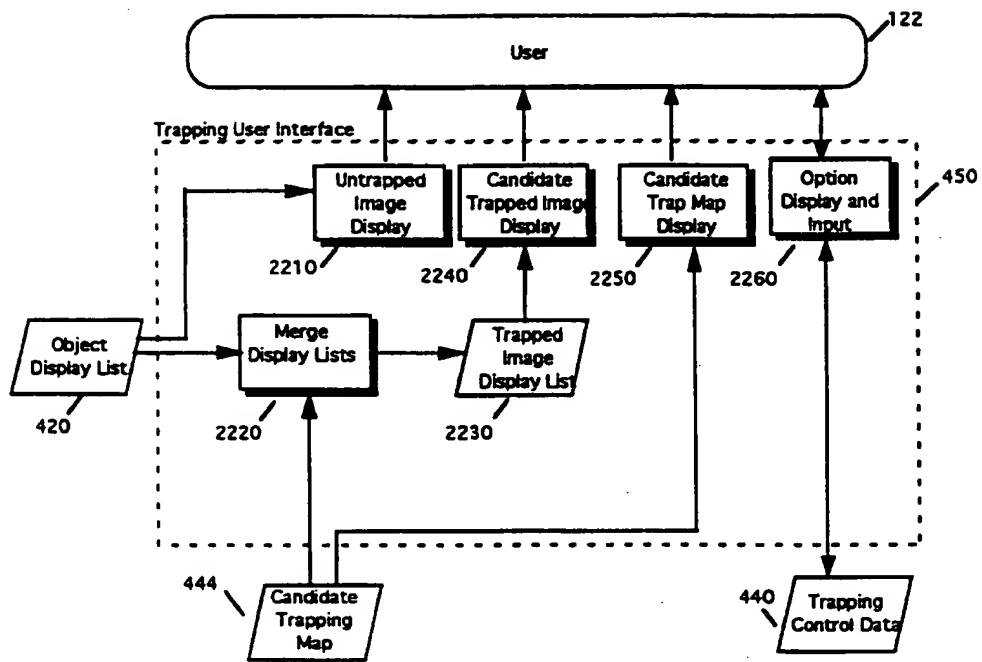 122
User
Trapping User Interface
450
Untrapped
Image
Display
Candidate
Trapped Image
Display
Candidate
Trap Map
Display
Option
Display and
Input
2210
2240
2250
2260
Object
Display List
Merge
Display Lists
Trapped
Image
Display List
420
2220
2230
444
Candidate
Trapping
Map
440
Trapping
Control Data